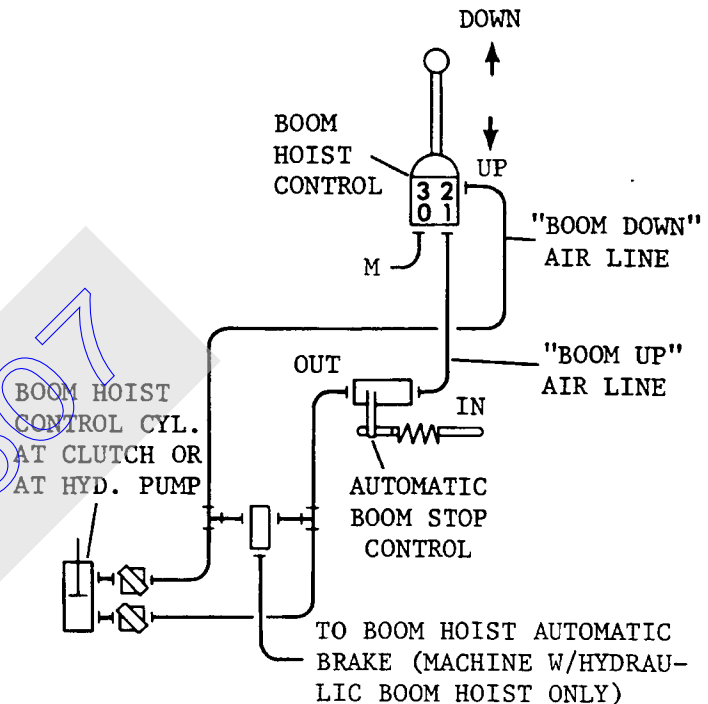 DOWN
BOOM
HOIST
CONTROL
UP
3 2
0 1
"BOOM DOWN"
AIR LINE
M
OUT
"BOOM UP"
AIR LINE
IN
BOOM HOIST
CONTROL CYL.
AT CLUTCH OR
AT HYD. PUMP
AUTOMATIC
BOOM STOP
CONTROL
TO BOOM HOIST AUTOMATIC
BRAKE (MACHINE W/HYDRAU-
LIC BOOM HOIST ONLY)
07